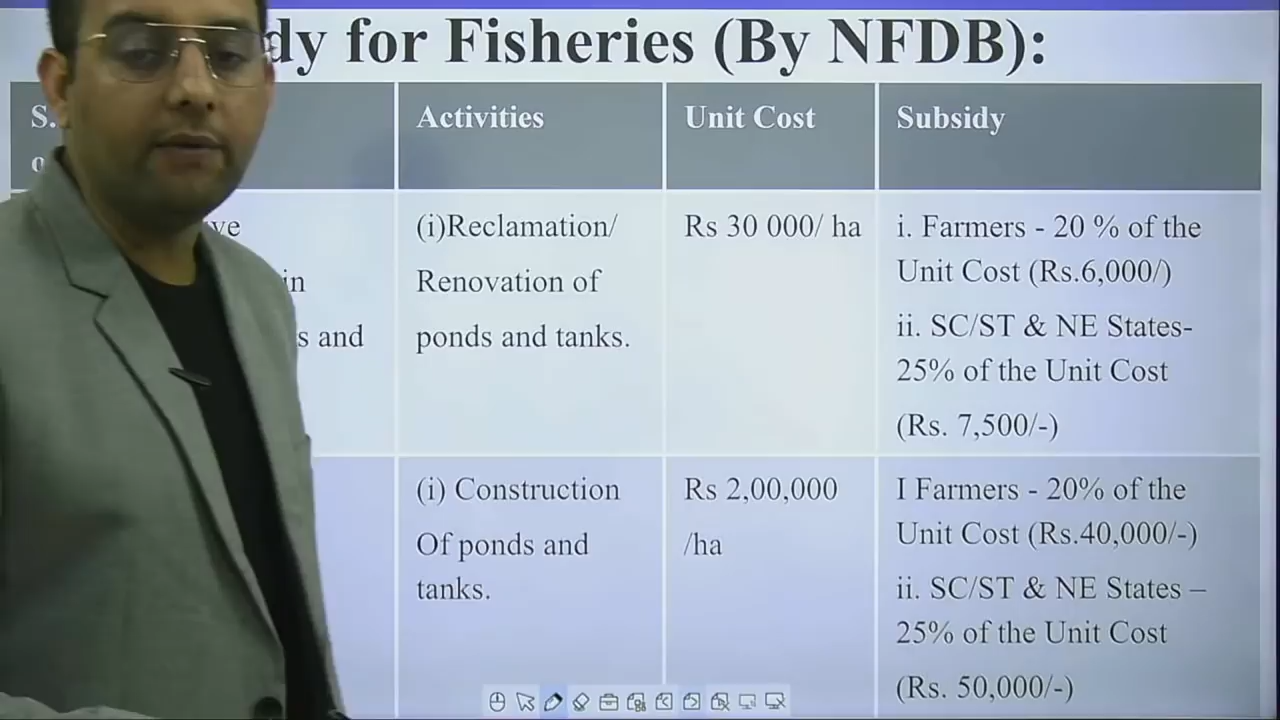 dy for Fisheries (By NFDB):
S.
Activities
Unit Cost
Subsidy
(i)Reclamation/
Renovation of
ponds and tanks.
Rs 30 000/ ha
i. Farmers - 20 % of the
Unit Cost (Rs.6,000/)
ii. SC/ST & NE States-
25% of the Unit Cost
(Rs. 7,500/-)
ve
in
s and
(i) Construction
Of ponds and
tanks.
Rs 2,00,000
/ha
I Farmers - 20% of the
Unit Cost (Rs.40,000/-)
ii. SC/ST & NE States –
25% of the Unit Cost
(Rs. 50,000/-)